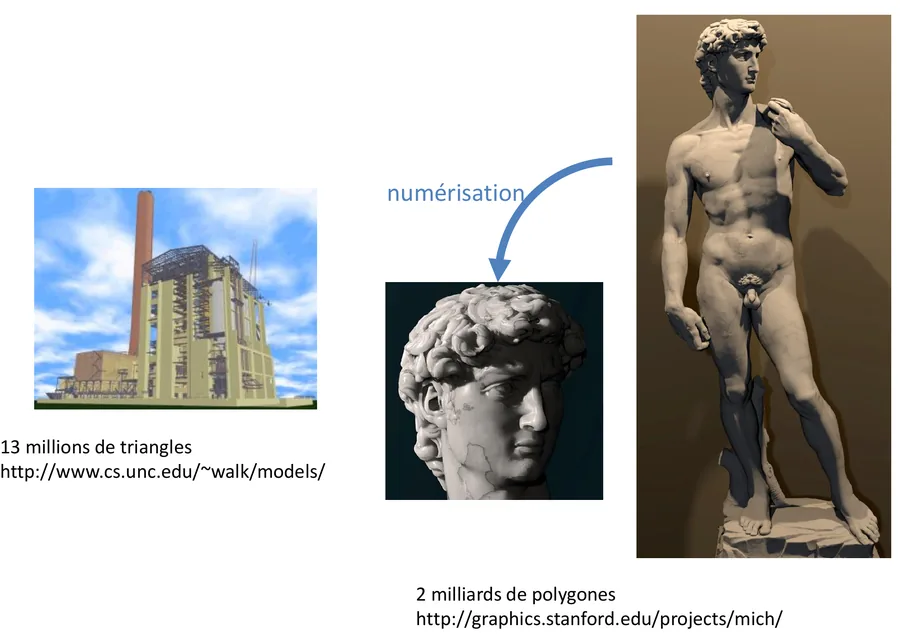 numérisation
13 millions de triangles
http://www.cs.unc.edu/~walk/models/
2 milliards de polygones
http://graphics.stanford.edu/projects/mich/